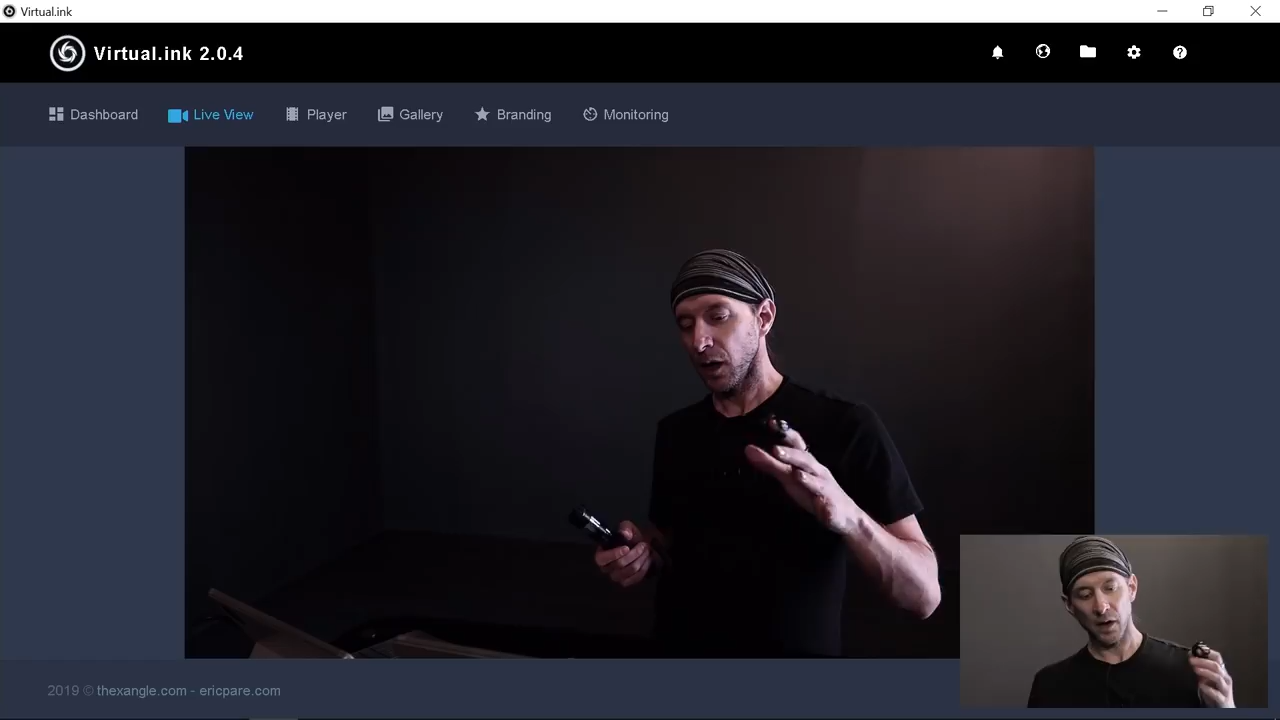 Virtual.ink
Virtual.ink 2.0.4
Dashboard Live View Player Gallery Branding Monitoring
2019 © thexangle.com - ericpare.com